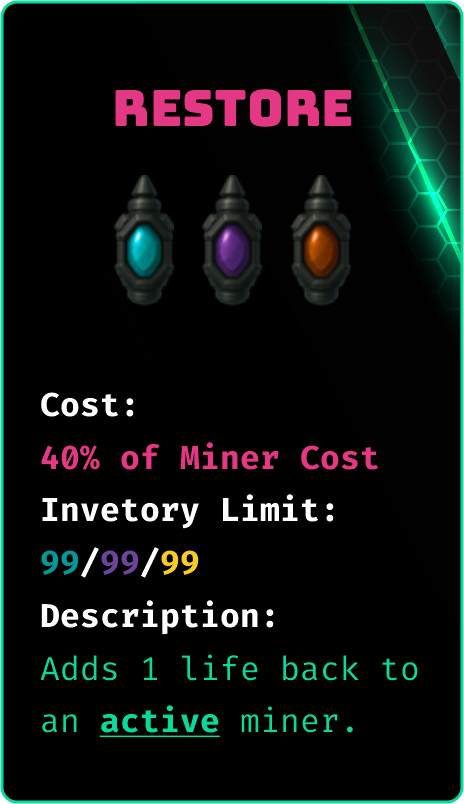 RESTORE
Cost:
40% of Miner Cost
Invetory Limit:
99/99/99
Description:
Adds 1 life back to
an active miner.